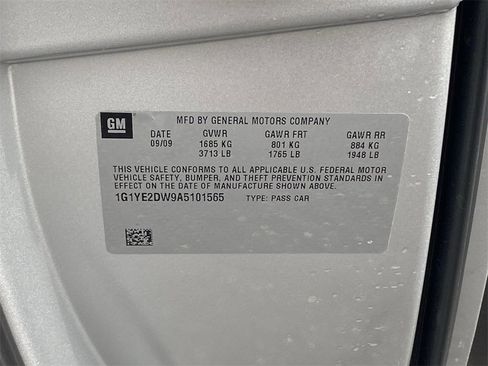 GM
MFD BY GENERAL MOTORS COMPANY
DATE GVWR GAWR FRT GAWR RR
09/09 1685 KG 801 KG 884 KG
3713 LB 1765 LB 1948 LB
THIS VEHICLE CONFORMS TO ALL APPLICABLE U.S. FEDERAL MOTOR
VEHICLE SAFETY, BUMPER, AND THEFT PREVENTION STANDARDS
IN EFFECT ON THE DATE OF MANUFACTURE SHOWN ABOVE.
1G1YE2DW9A5101565 TYPE: PASS CAR